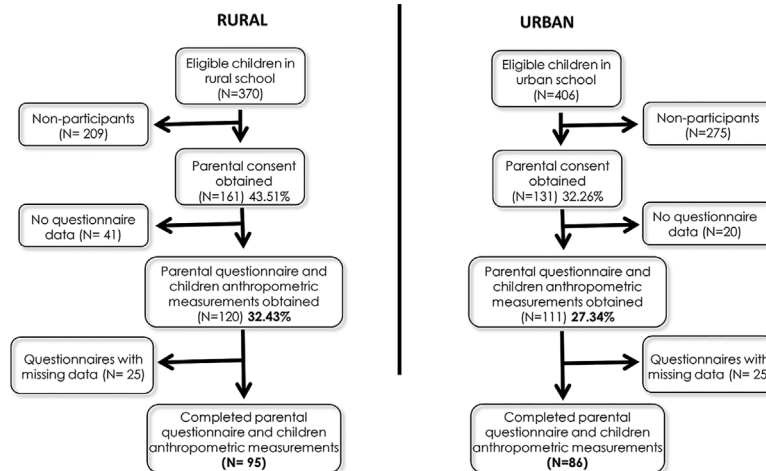 RURAL
Eligible children in
rural school
(N=370)
Non-participants
(N= 209)
Parental consent
obtained
(N=161) 43.51%
No questionnaire
data (N= 41)
Parental questionnaire and
children anthropometric
measurements obtained
(N=120) 32.43%
Questionnaires with
missing data (N= 25)
Completed parental
questionnaire and children
anthropometric measurements
(N= 95)
URBAN
Eligible children in
urban school
(N=406)
Non-participants
(N=275)
Parental consent
obtained
(N=131) 32.26%
No questionnaire
data (N=20)
Parental questionnaire and
children anthropometric
measurements obtained
(N=111) 27.34%
Questionnaires with
missing data (N= 25
Completed parental
questionnaire and children
anthropometric measurements
(N=86)